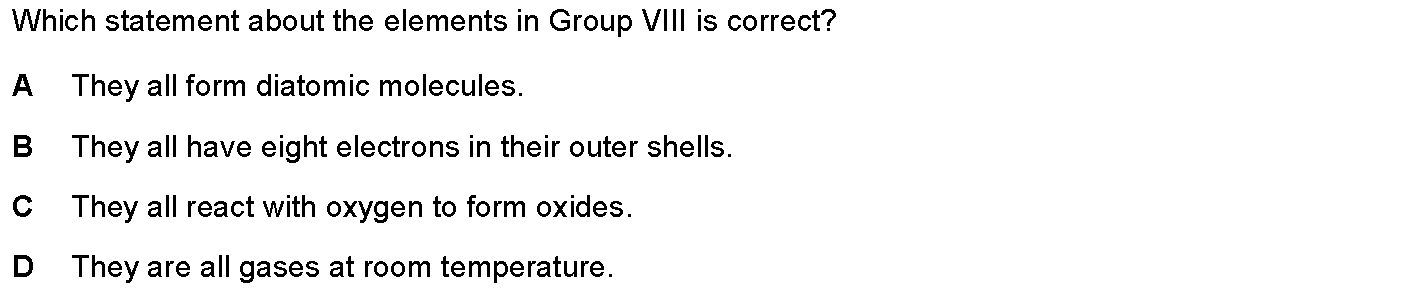 Which statement about the elements in Group VIII is correct?
A They all form diatomic molecules.
B They all have eight electrons in their outer shells.
C They all react with oxygen to form oxides.
D They are all gases at room temperature.